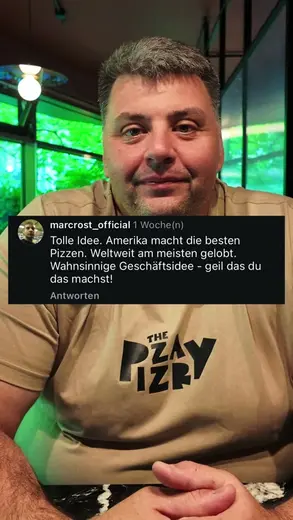 marcrost_official 1 Woche(n)
Tolle Idee. Amerika macht die besten
Pizzen. Weltweit am meisten gelobt.
Wahnsinnige Geschäftsidee - geil das du
das machst!
Antworten
THE
PZAY
IZRY